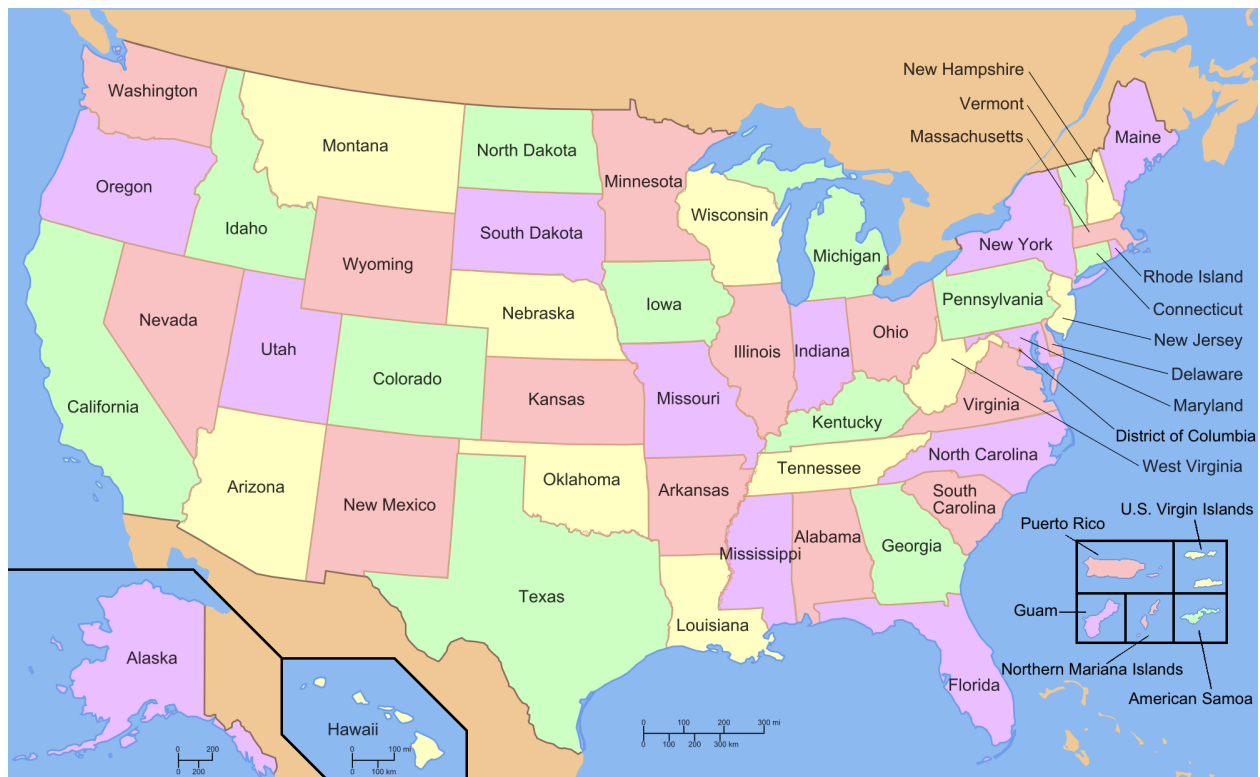 New Hampshire
Vermont
Massachusetts
Washington
Montana
North Dakota
Minnesota
Maine
Oregon
Idaho
Wisconsin
South Dakota
Wyoming
Michigan
New York
Rhode Island
Nevada
Nebraska
Iowa
Pennsylvania
Connecticut
Utah
Colorado
Illinois
Indiana
Ohio
New Jersey
Delaware
California
Kansas
Missouri
Kentucky
Virginia
Maryland
District of Columbia
West Virginia
Arizona
New Mexico
Oklahoma
Arkansas
Tennessee
North Carolina
South
Carolina
Texas
Louisiana
Mississippi
Alabama
Georgia
Florida
Puerto Rico
U.S. Virgin Islands
Guam
Northern Mariana Islands
American Samoa
Alaska
0 200
0 200
Hawaii
0 100 mi
0 100 km
0 100 200 300 mi
0 100 200 300 km